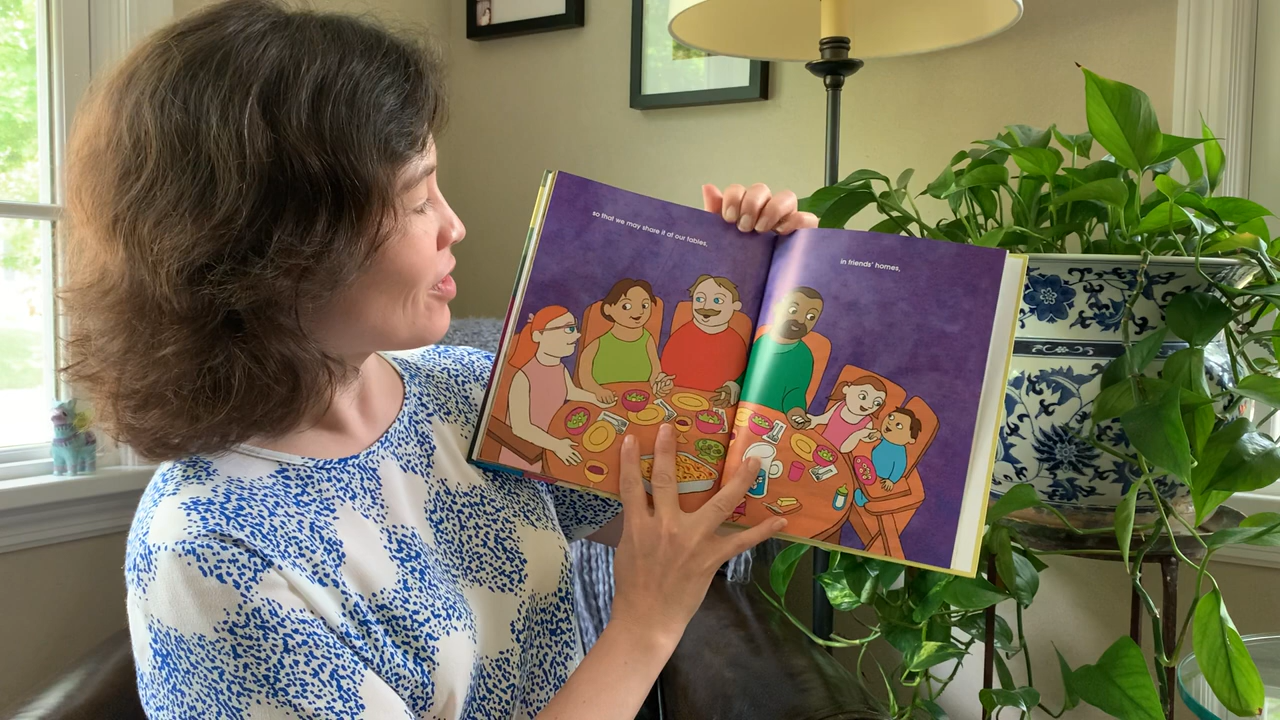 so that we may share it at our tables,
in friends' homes,